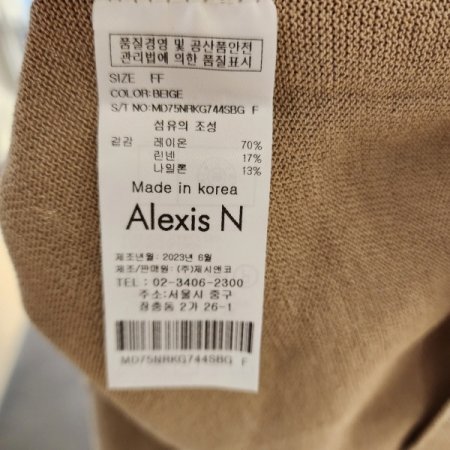 품질경영 및 공산품안전
관리법에 의한 품질표시
SIZE FF
COLOR:BEIGE
S/T NO:MD75NRKG744SBG F
섬유의 조성
겉감 레이온 70%
린넨 17%
나일론 13%
Made in korea
Alexis N
제조년월: 2023년 6월
제조/판매원: (주)제시앤코
TEL : 02-3406-2300
주소:서울시 중구
장충동 2가 26-1
MD75NRKG744SBG F